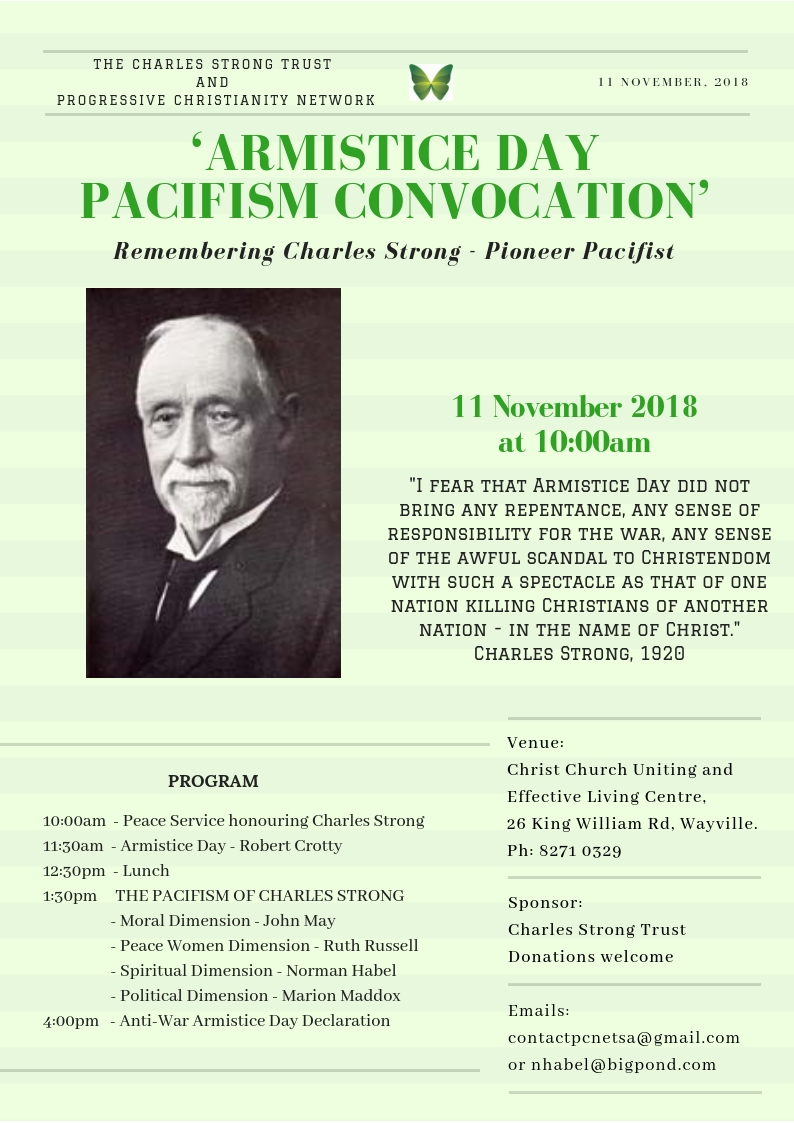 THE CHARLES STRONG TRUST
AND
PROGRESSIVE CHRISTIANITY NETWORK
11 NOVEMBER, 2018
‘ARMISTICE DAY
PACIFISM CONVOCATION’
Remembering Charles Strong - Pioneer Pacifist
11 November 2018
at 10:00am
"I fear that Armistice Day did not
bring any repentance, any sense of
responsibility for the war, any sense
of the awful scandal to Christendom
with such a spectacle as that of one
nation killing Christians of another
nation - in the name of Christ."
Charles Strong, 1920
PROGRAM
10:00am - Peace Service honouring Charles Strong
11:30am - Armistice Day - Robert Crotty
12:30pm - Lunch
1:30pm THE PACIFISM OF CHARLES STRONG
- Moral Dimension - John May
- Peace Women Dimension - Ruth Russell
- Spiritual Dimension - Norman Habel
- Political Dimension - Marion Maddox
4:00pm - Anti-War Armistice Day Declaration
Venue:
Christ Church Uniting and
Effective Living Centre,
26 King William Rd, Wayville.
Ph: 8271 0329
Sponsor:
Charles Strong Trust
Donations welcome
Emails:
contactpcnetsa@gmail.com
or nhabel@bigpond.com